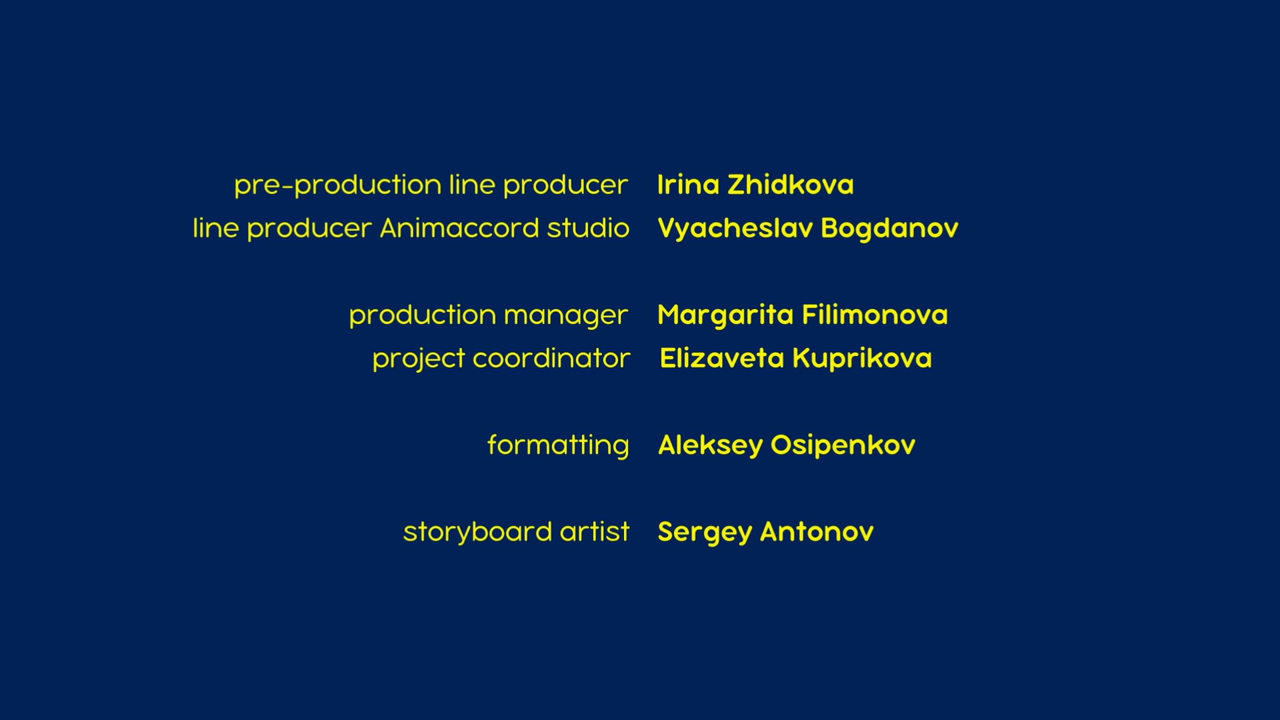 pre-production line producer Irina Zhidkova
line producer Animaccord studio Vyacheslav Bogdanov
production manager Margarita Filimonova
project coordinator Elizaveta Kuprikova
formatting Aleksey Osipenkov
storyboard artist Sergey Antonov